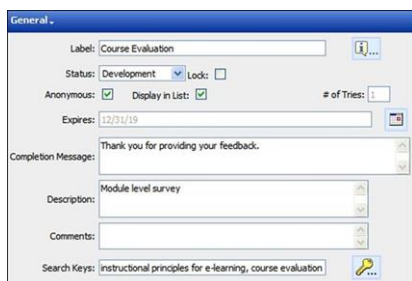 General
Label: Course Evaluation
Status: Development Lock:
Anonymous: Display in List: # of Tries: 1
Expires: 12/31/19
Completion Message: Thank you for providing your feedback.
Description: Module level survey
Comments:
Search Keys: instructional principles for e-learning, course evaluation